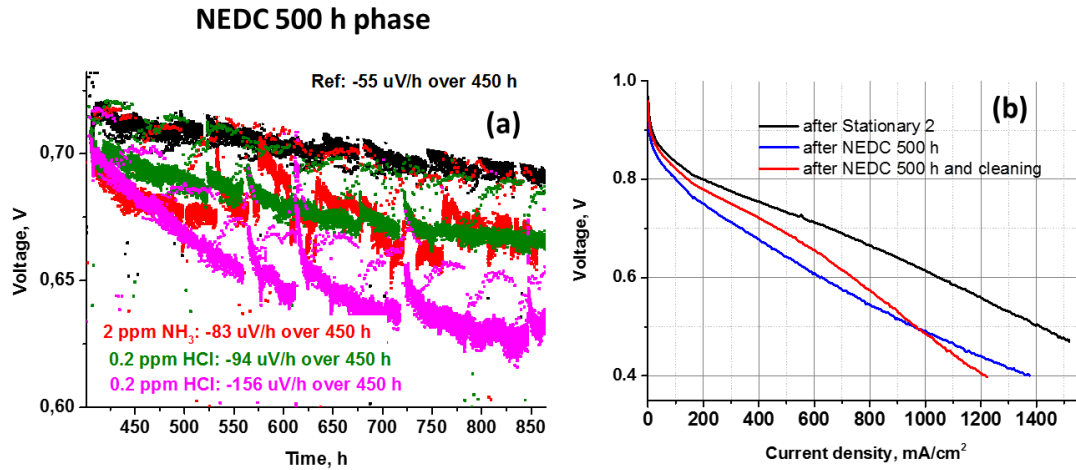 NEDC 500 h phase
Ref: -55 uV/h over 450 h
(a)
0,70
0,65
0,60
Voltage, V
2 ppm NH₃: -83 uV/h over 450 h
0.2 ppm HCl: -94 uV/h over 450 h
0.2 ppm HCl: -156 uV/h over 450 h
450 500 550 600 650 700 750 800 850
Time, h
(b)
after Stationary 2
after NEDC 500 h
after NEDC 500 h and cleaning
1.0
0.8
0.6
0.4
Voltage, V
0 200 400 600 800 1000 1200 1400
Current density, mA/cm²